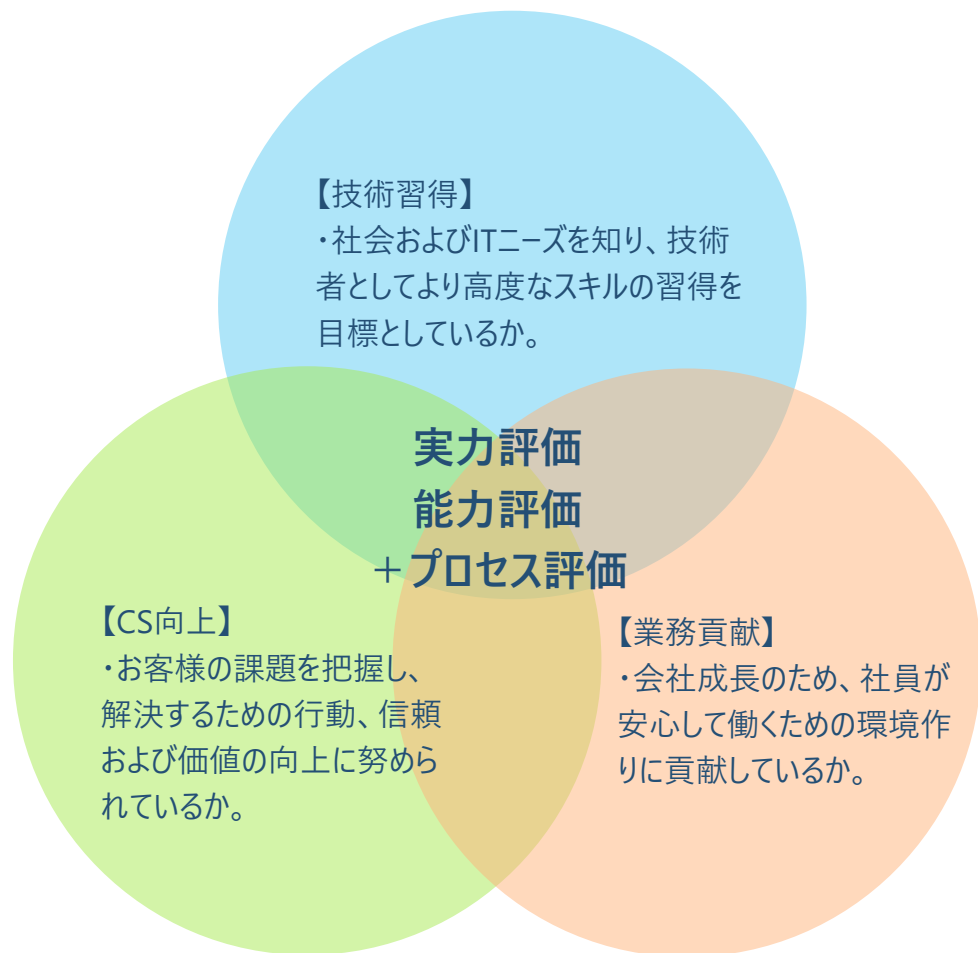 【技術習得】
・社会およびITニーズを知り、技術
者としてより高度なスキルの習得を
目標としているか。
実力評価
能力評価
＋プロセス評価
【CS向上】
・お客様の課題を把握し、
解決するための行動、信頼
および価値の向上に努めら
れているか。
【業務貢献】
・会社成長のため、社員が
安心して働くための環境作
りに貢献しているか。